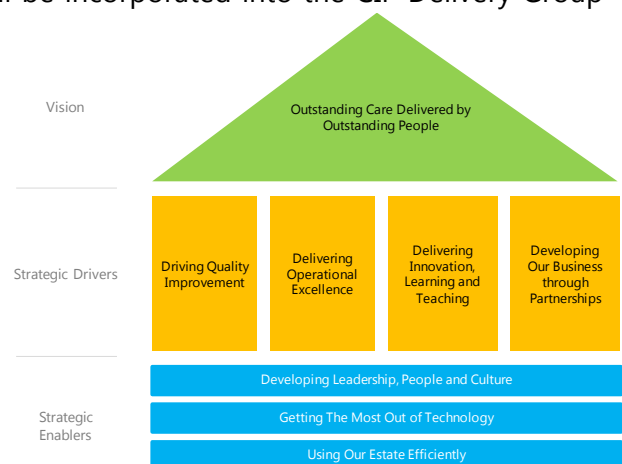 be incorporated into the CIP Delivery Group
Vision
Outstanding Care Delivered by
Outstanding People
Strategic Drivers
Driving Quality
Improvement
Delivering
Operational
Excellence
Delivering
Innovation,
Learning and
Teaching
Developing
Our Business
through
Partnerships
Strategic
Enablers
Developing Leadership, People and Culture
Getting The Most Out of Technology
Using Our Estate Efficiently